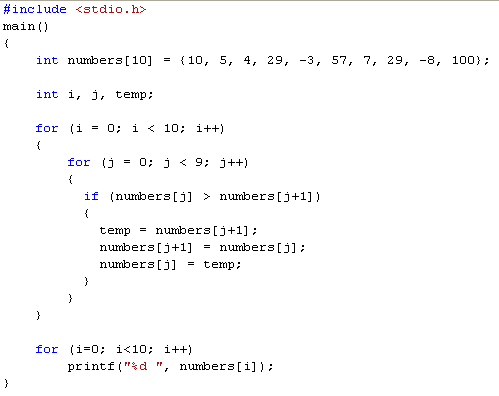 #include <stdio.h>
main()
{
    int numbers[10] = {10, 5, 4, 29, -3, 57, 7, 29, -8, 100};

    int i, j, temp;

    for (i = 0; i < 10; i++)
    {
        for (j = 0; j < 9; j++)
        {
          if (numbers[j] > numbers[j+1])
          {
            temp = numbers[j+1];
            numbers[j+1] = numbers[j];
            numbers[j] = temp;
          }
        }
    }

    for (i=0; i<10; i++)
        printf("%d ", numbers[i]);
}